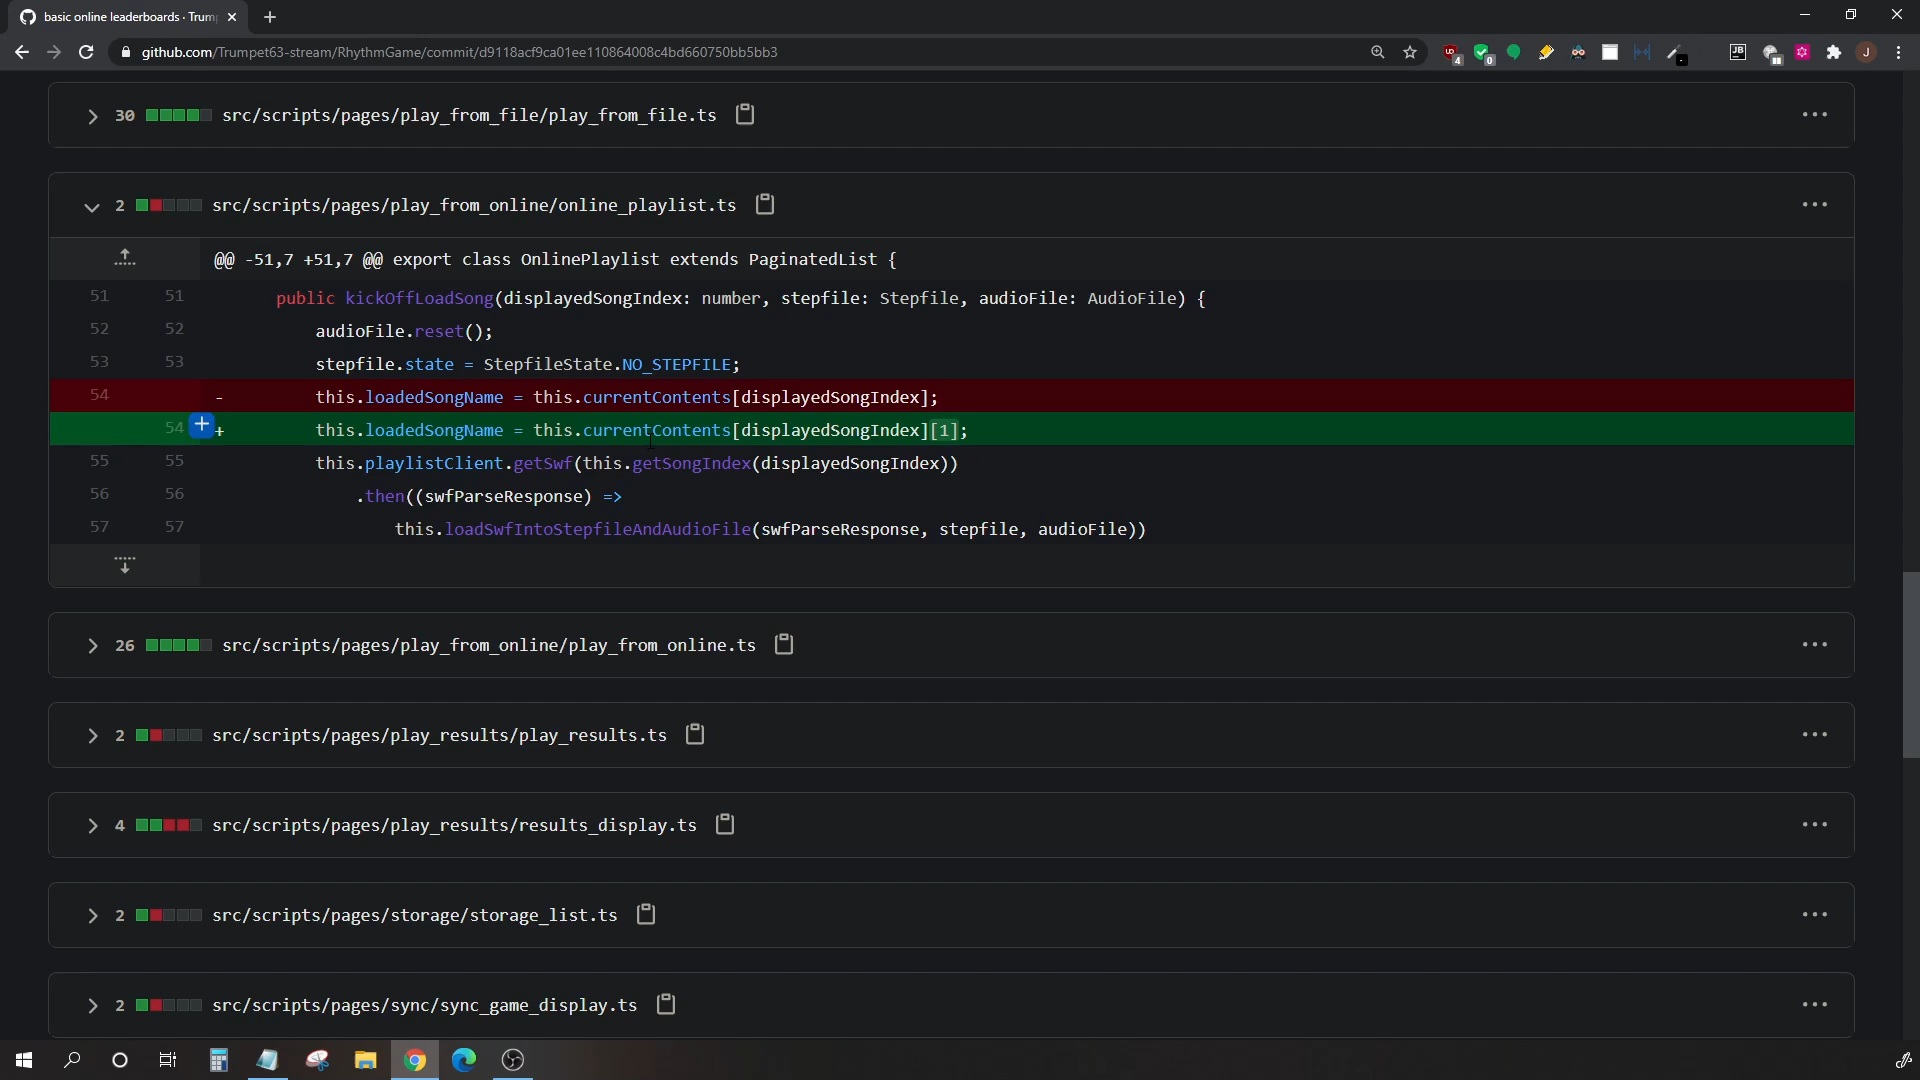 basic online leaderboards · Trump
github.com/Trumpet63-stream/RhythmGame/commit/d9118acf9ca01ee110864008c4bd660750bb5bb3
4
0
JB
J
30 src/scripts/pages/play_from_file/play_from_file.ts
2 src/scripts/pages/play_from_online/online_playlist.ts
@@ -51,7 +51,7 @@ export class OnlinePlaylist extends PaginatedList {
51 51 public kickOffLoadSong(displayedSongIndex: number, stepfile: Stepfile, audioFile: AudioFile) {
52 52 audioFile.reset();
53 53 stepfile.state = StepfileState.NO_STEPFILE;
54 - this.loadedSongName = this.currentContents[displayedSongIndex];
54 + this.loadedSongName = this.currentContents[displayedSongIndex][1];
55 55 this.playlistClient.getSwf(this.getSongIndex(displayedSongIndex))
56 56 .then((swfParseResponse) =>
57 57 this.loadSwfIntoStepfileAndAudioFile(swfParseResponse, stepfile, audioFile))
26 src/scripts/pages/play_from_online/play_from_online.ts
2 src/scripts/pages/play_results/play_results.ts
4 src/scripts/pages/play_results/results_display.ts
2 src/scripts/pages/storage/storage_list.ts
2 src/scripts/pages/sync/sync_game_display.ts